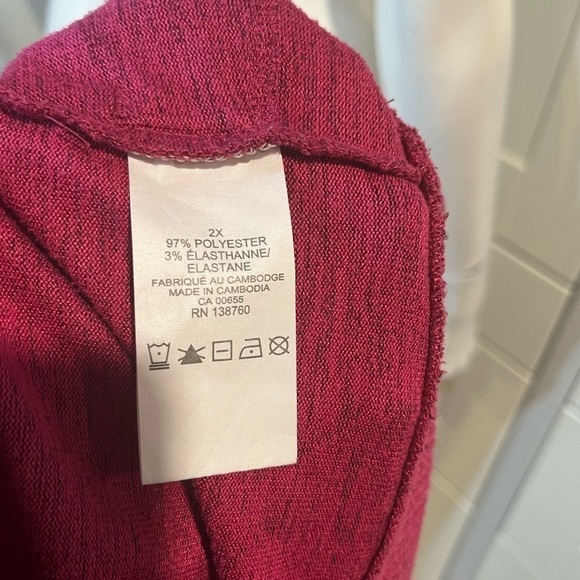 2X
97% POLYESTER
3% ÉLASTHANNE/
ELASTANE
FABRIQUÉ AU CAMBODGE
MADE IN CAMBODIA
CA 00655
RN 138760